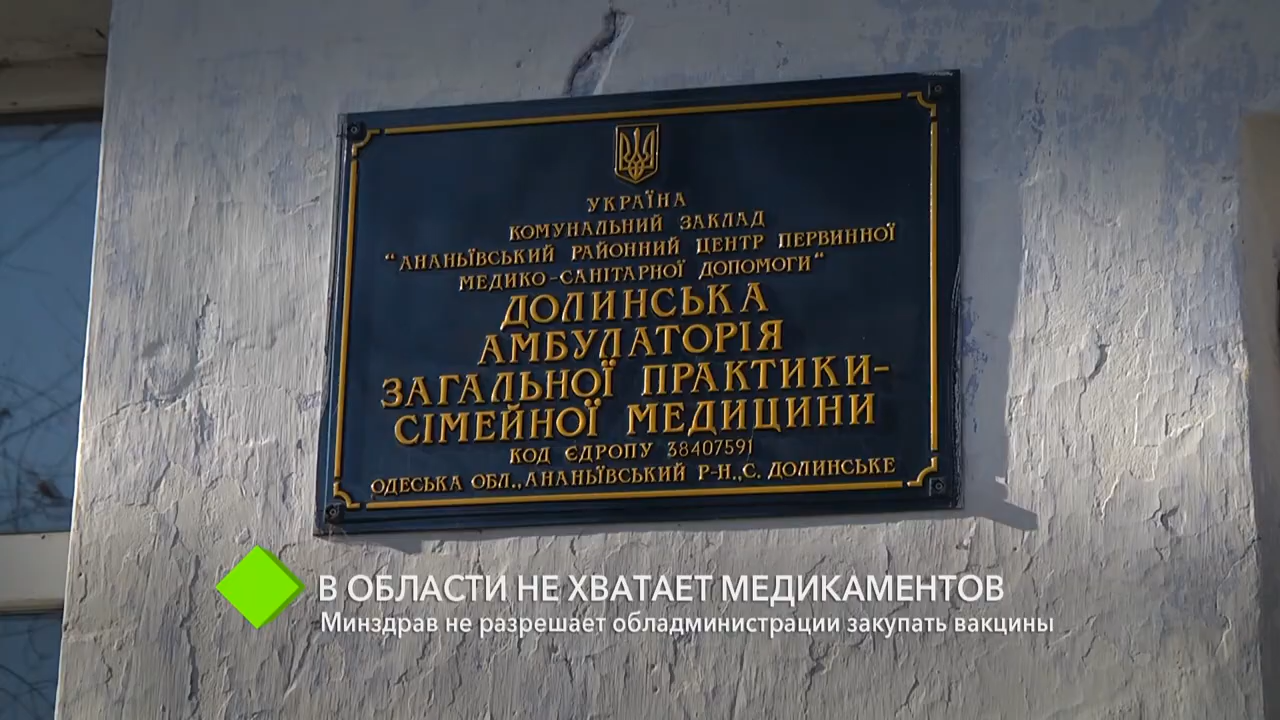 УКРАЇНА
КОМУНАЛЬНИЙ ЗАКЛАД
"АНАНЬЇВСЬКИЙ РАЙОННИЙ ЦЕНТР ПЕРВИННОЇ
МЕДИКО-САНІТАРНОЇ ДОПОМОГИ"
ДОЛИНСЬКА
АМБУЛАТОРІЯ
ЗАГАЛЬНОЇ ПРАКТИКИ-
СІМЕЙНОЇ МЕДИЦИНИ
КОД ЄДРОПУ 38407591
ОДЕСЬКА ОБЛ., АНАНЬЇВСЬКИЙ Р-Н., С. ДОЛИНСЬКЕ
В ОБЛАСТИ НЕ ХВАТАЕТ МЕДИКАМЕНТОВ
Минздрав не разрешает обладминистрации закупать вакцины